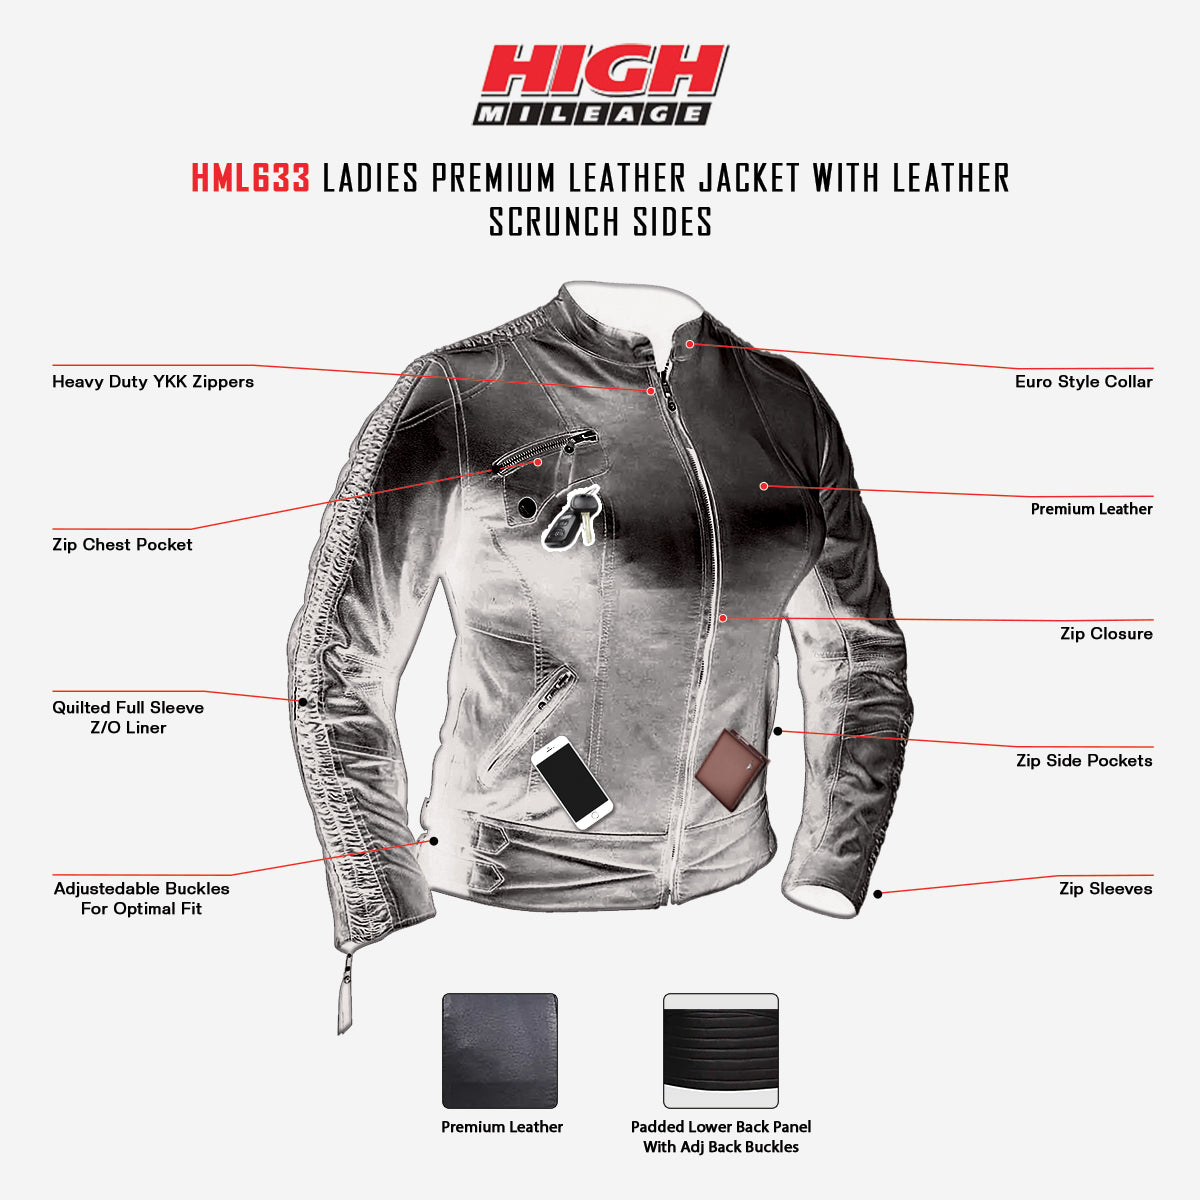 HIGH
MILEAGE
HML633 LADIES PREMIUM LEATHER JACKET WITH LEATHER
SCRUNCH SIDES
Heavy Duty YKK Zippers
Euro Style Collar
Premium Leather
Zip Chest Pocket
Zip Closure
Quilted Full Sleeve
Z/O Liner
Zip Side Pockets
Adjustedable Buckles
For Optimal Fit
Zip Sleeves
Premium Leather
Padded Lower Back Panel
With Adj Back Buckles